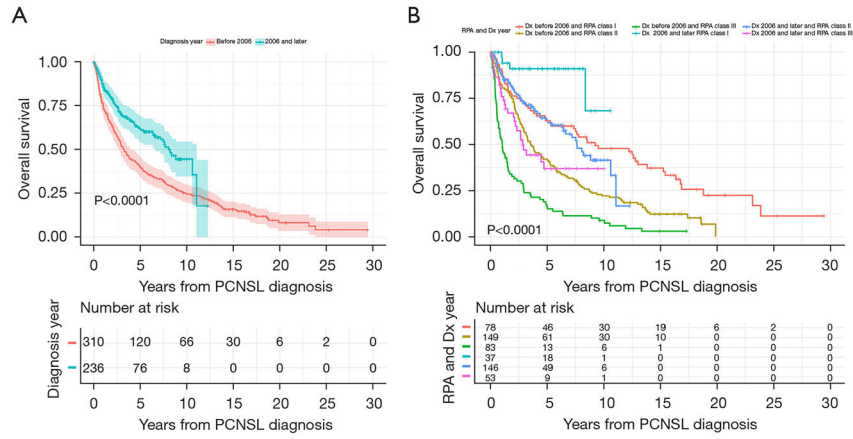 A
Diagnosis year Before 2006 2006 and later
Overall survival
1.00
0.75
0.50
0.25
0.00
P<0.0001
0 5 10 15 20 25 30
Years from PCNSL diagnosis
Number at risk
Diagnosis year
310 120 66 30 6 2 0
236 76 8 0 0 0 0
0 5 10 15 20 25 30
Years from PCNSL diagnosis
B
RPA and Dx year
Dx before 2006 and RPA class I Dx before 2006 and RPA class III Dx 2006 and later and RPA class II
Dx before 2006 and RPA class II Dx 2006 and later RPA class I Dx 2006 and later and RPA class III
Overall survival
1.00
0.75
0.50
0.25
0.00
P<0.0001
0 5 10 15 20 25 30
Years from PCNSL diagnosis
Number at risk
RPA and Dx year
78 46 30 19 6 2 0
149 61 30 10 0 0 0
83 13 6 1 0 0 0
37 18 1 0 0 0 0
146 49 6 0 0 0 0
53 9 1 0 0 0 0
0 5 10 15 20 25 30
Years from PCNSL diagnosis